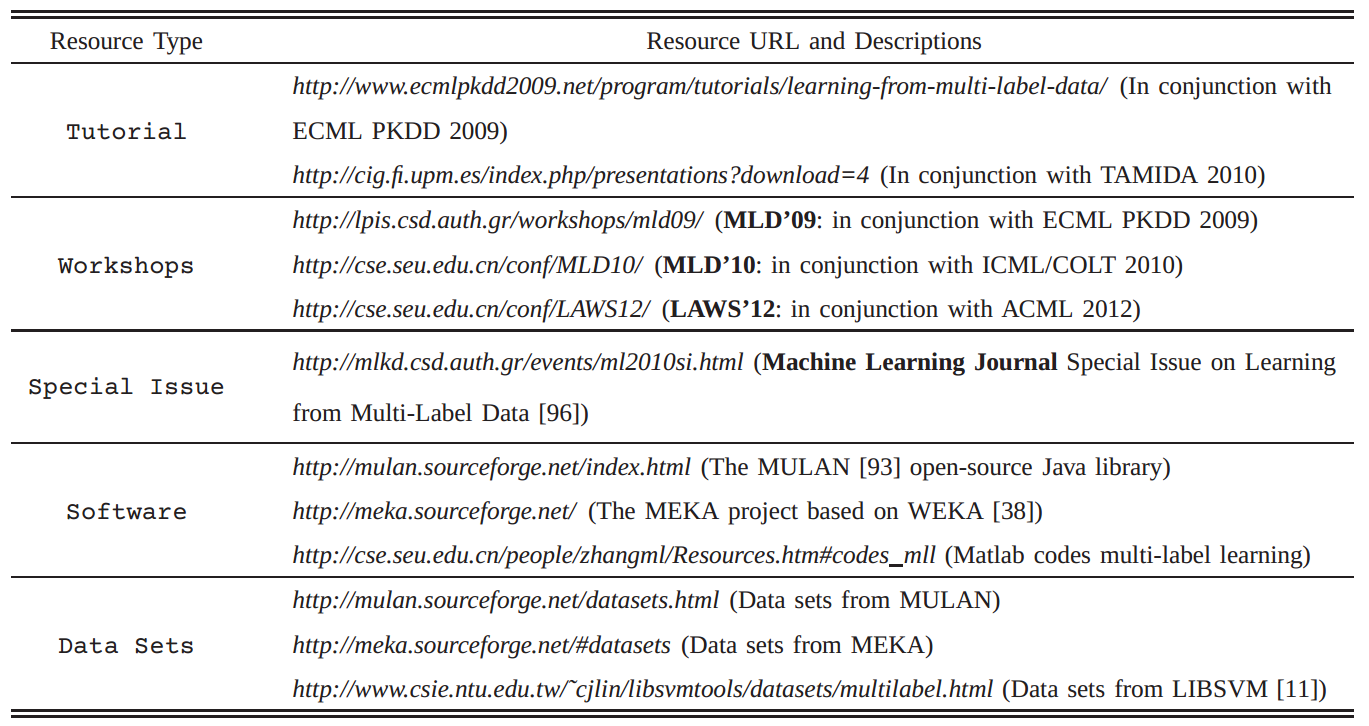 Resource Type Resource URL and Descriptions
http://www.ecmlpkdd2009.net/program/tutorials/learning-from-multi-label-data/ (In conjunction with
Tutorial ECML PKDD 2009)
http://cig.fi.upm.es/index.php/presentations?download=4 (In conjunction with TAMIDA 2010)
http://lpis.csd.auth.gr/workshops/mld09/ (MLD’09: in conjunction with ECML PKDD 2009)
Workshops http://cse.seu.edu.cn/conf/MLD10/ (MLD’10: in conjunction with ICML/COLT 2010)
http://cse.seu.edu.cn/conf/LAWS12/ (LAWS’12: in conjunction with ACML 2012)
http://mlkd.csd.auth.gr/events/ml2010si.html (Machine Learning Journal Special Issue on Learning
Special Issue
from Multi-Label Data [96])
http://mulan.sourceforge.net/index.html (The MULAN [93] open-source Java library)
Software http://meka.sourceforge.net/ (The MEKA project based on WEKA [38])
http://cse.seu.edu.cn/people/zhangml/Resources.htm#codes_mll (Matlab codes multi-label learning)
http://mulan.sourceforge.net/datasets.html (Data sets from MULAN)
Data Sets http://meka.sourceforge.net/#datasets (Data sets from MEKA)
http://www.csie.ntu.edu.tw/˜cjlin/libsvmtools/datasets/multilabel.html (Data sets from LIBSVM [11])